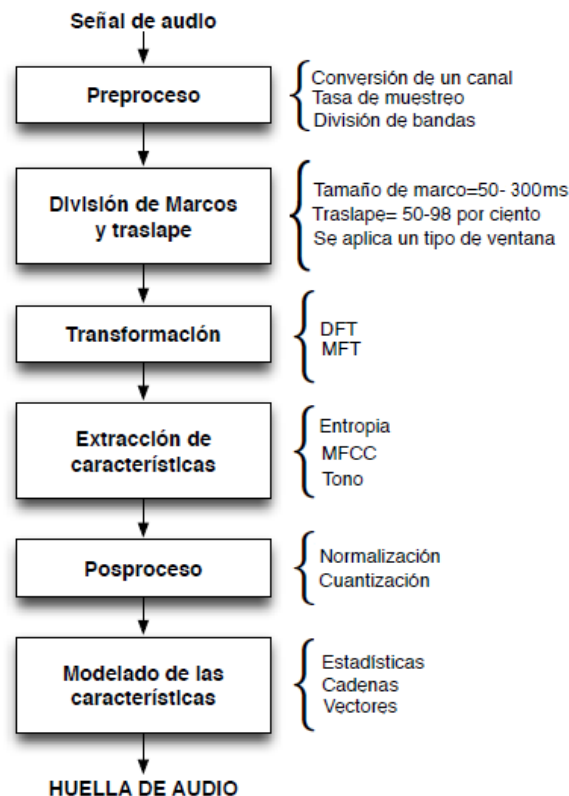 Señal de audio
Preproceso
Conversión de un canal
Tasa de muestreo
División de bandas
División de Marcos
y traslape
Tamaño de marco=50- 300ms
Traslape= 50-98 por ciento
Se aplica un tipo de ventana
Transformación
DFT
MFT
Extracción de
características
Entropia
MFCC
Tono
Posproceso
Normalización
Cuantización
Modelado de las
características
Estadísticas
Cadenas
Vectores
HUELLA DE AUDIO